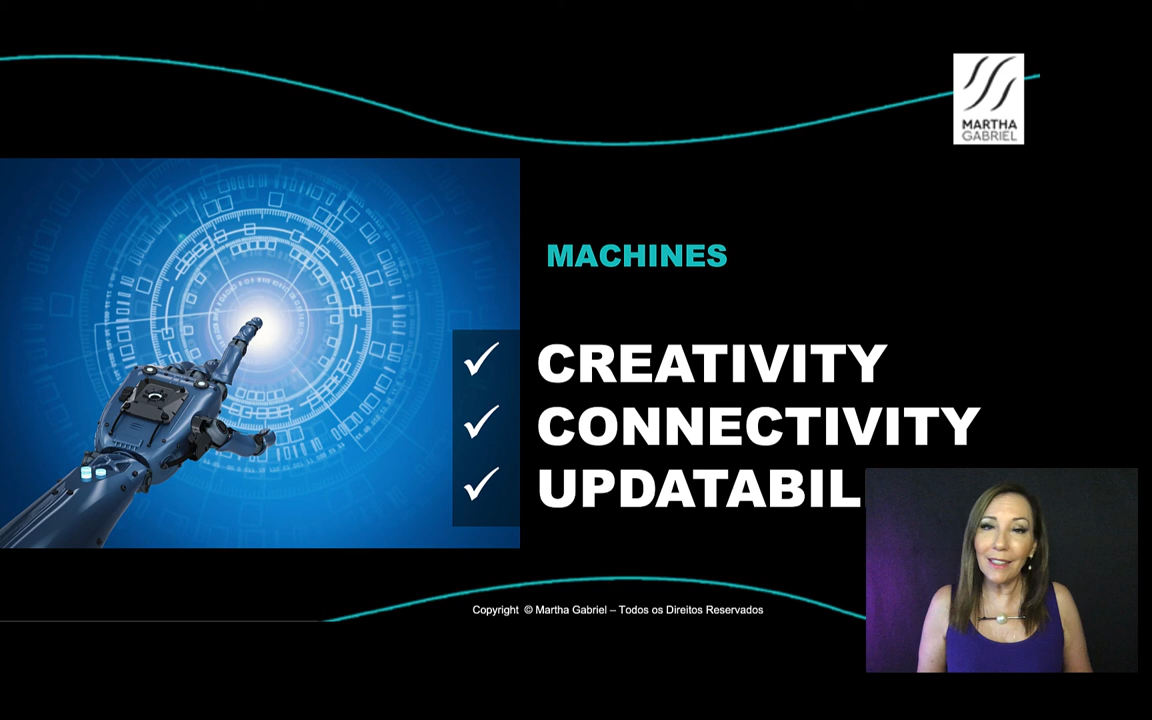 MARTHA
GABRIEL
MACHINES
CREATIVITY
CONNECTIVITY
UPDATABIL
Copyright © Martha Gabriel – Todos os Direitos Reservados